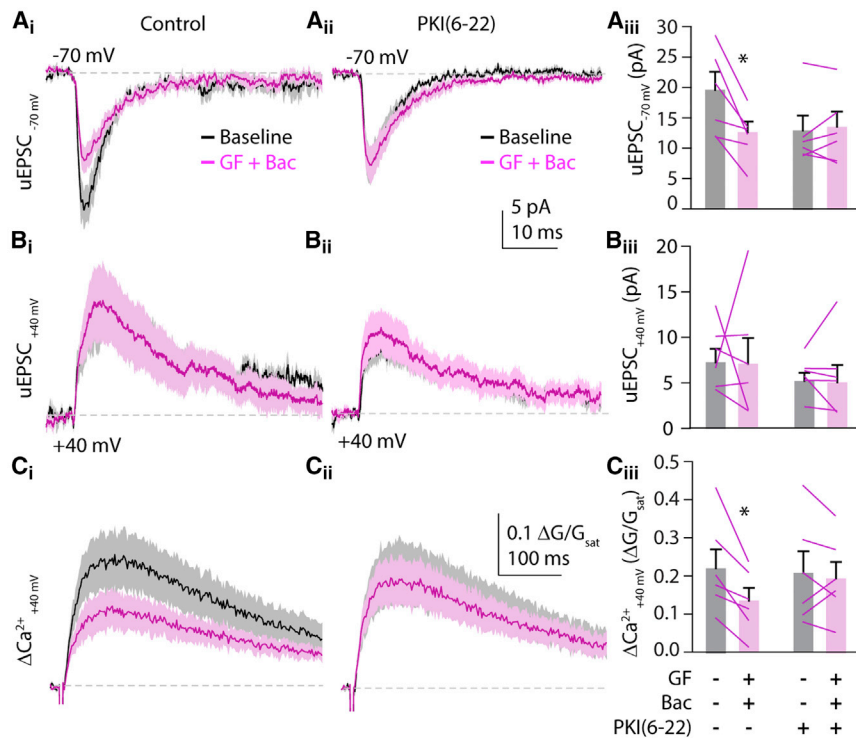 Ai
Control
Aii
PKI(6-22)
Aiii
-70 mV
-70 mV
uEPSC-70 mV
Baseline
GF + Bac
Baseline
GF + Bac
5 pA
10 ms
uEPSC-70 mV (pA)
30
25
20
15
10
5
0
*
Bi
Bii
Biii
uEPSC+40 mV
+40 mV
+40 mV
uEPSC+40 mV (pA)
20
15
10
5
0
Ci
Cii
Ciii
ΔCa2+ +40 mV
0.1 ΔG/Gsat
100 ms
ΔCa2+ +40 mV (ΔG/Gsat)
0.5
0.4
0.3
0.2
0.1
0.0
*
GF - + - +
Bac - + - +
PKI(6-22) - - + +